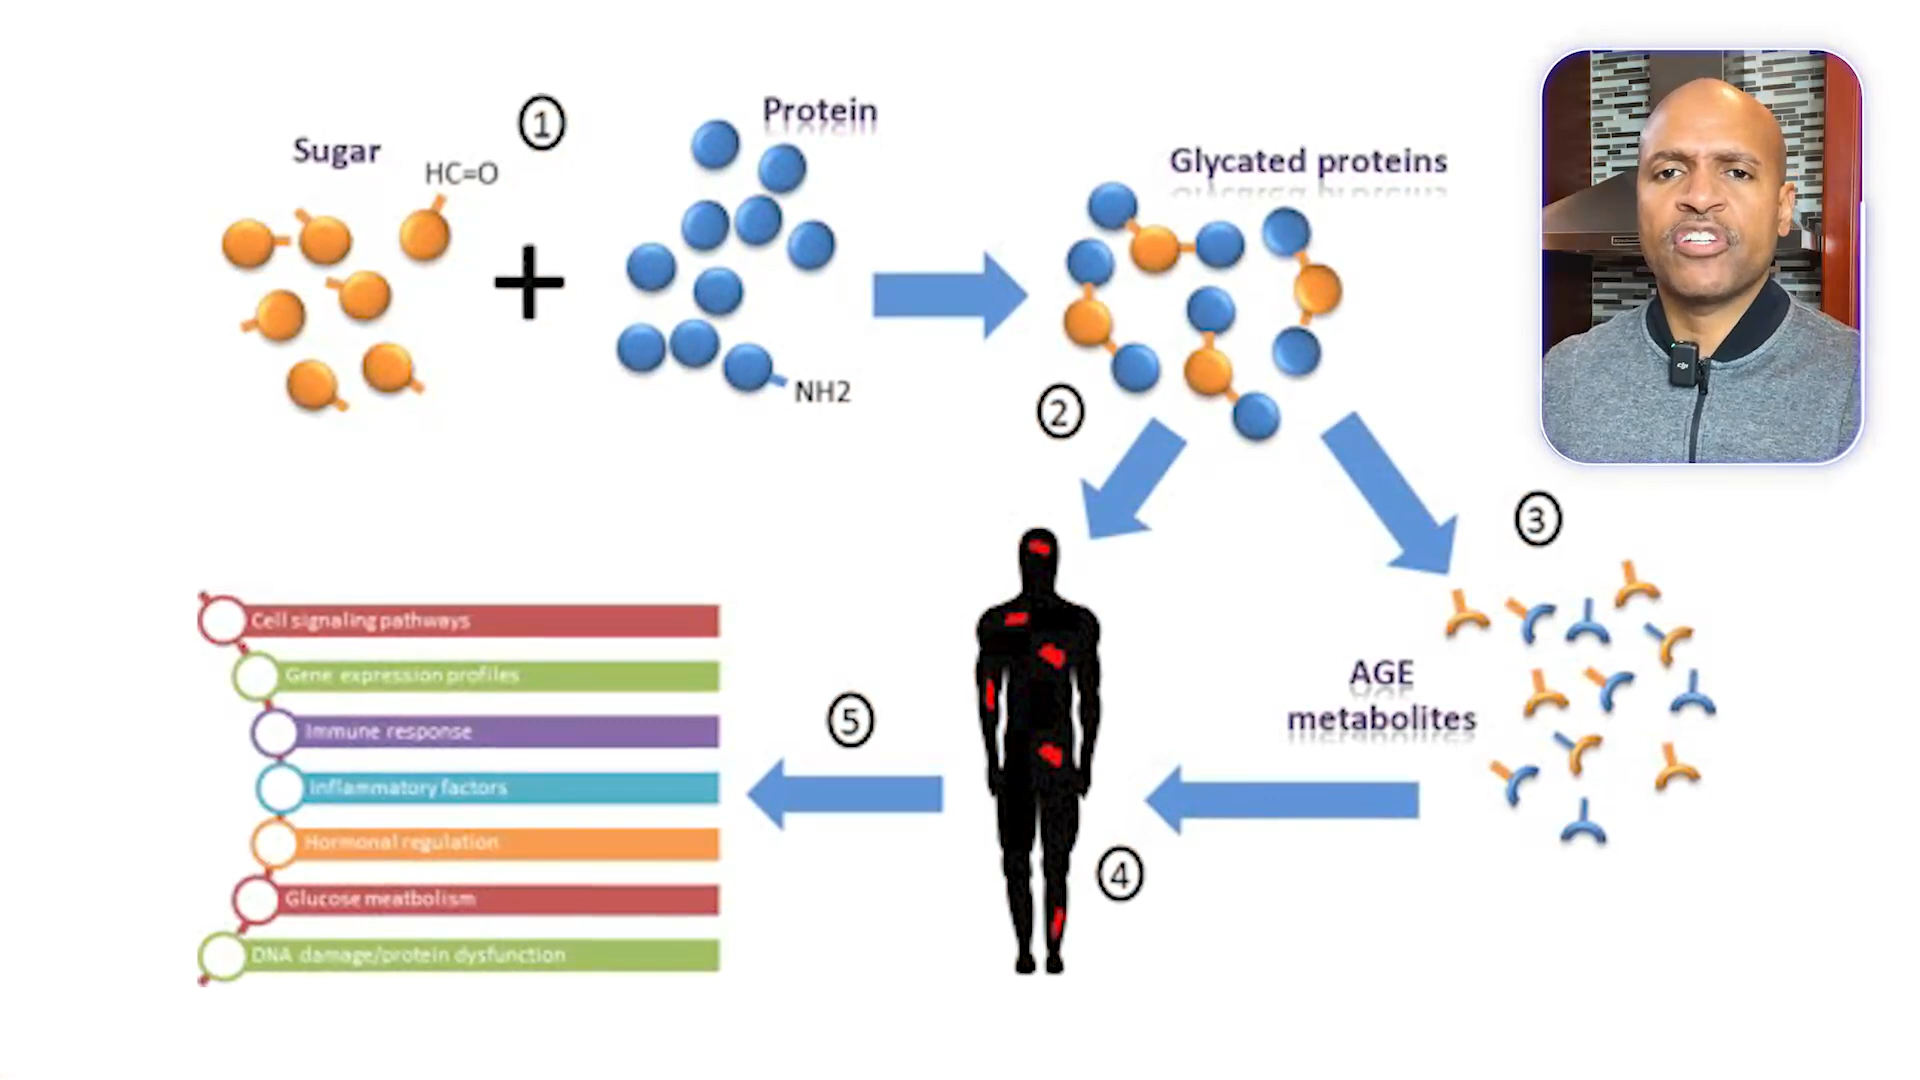 1
Protein
Sugar
HC=O
Glycated proteins
NH2
2
3
Cell signaling pathways
Gene expression profiles
Immune response
Inflammatory factors
Hormonal regulation
Glucose meatbolism
DNA damage/protein dysfunction
5
AGE
metabolites
4